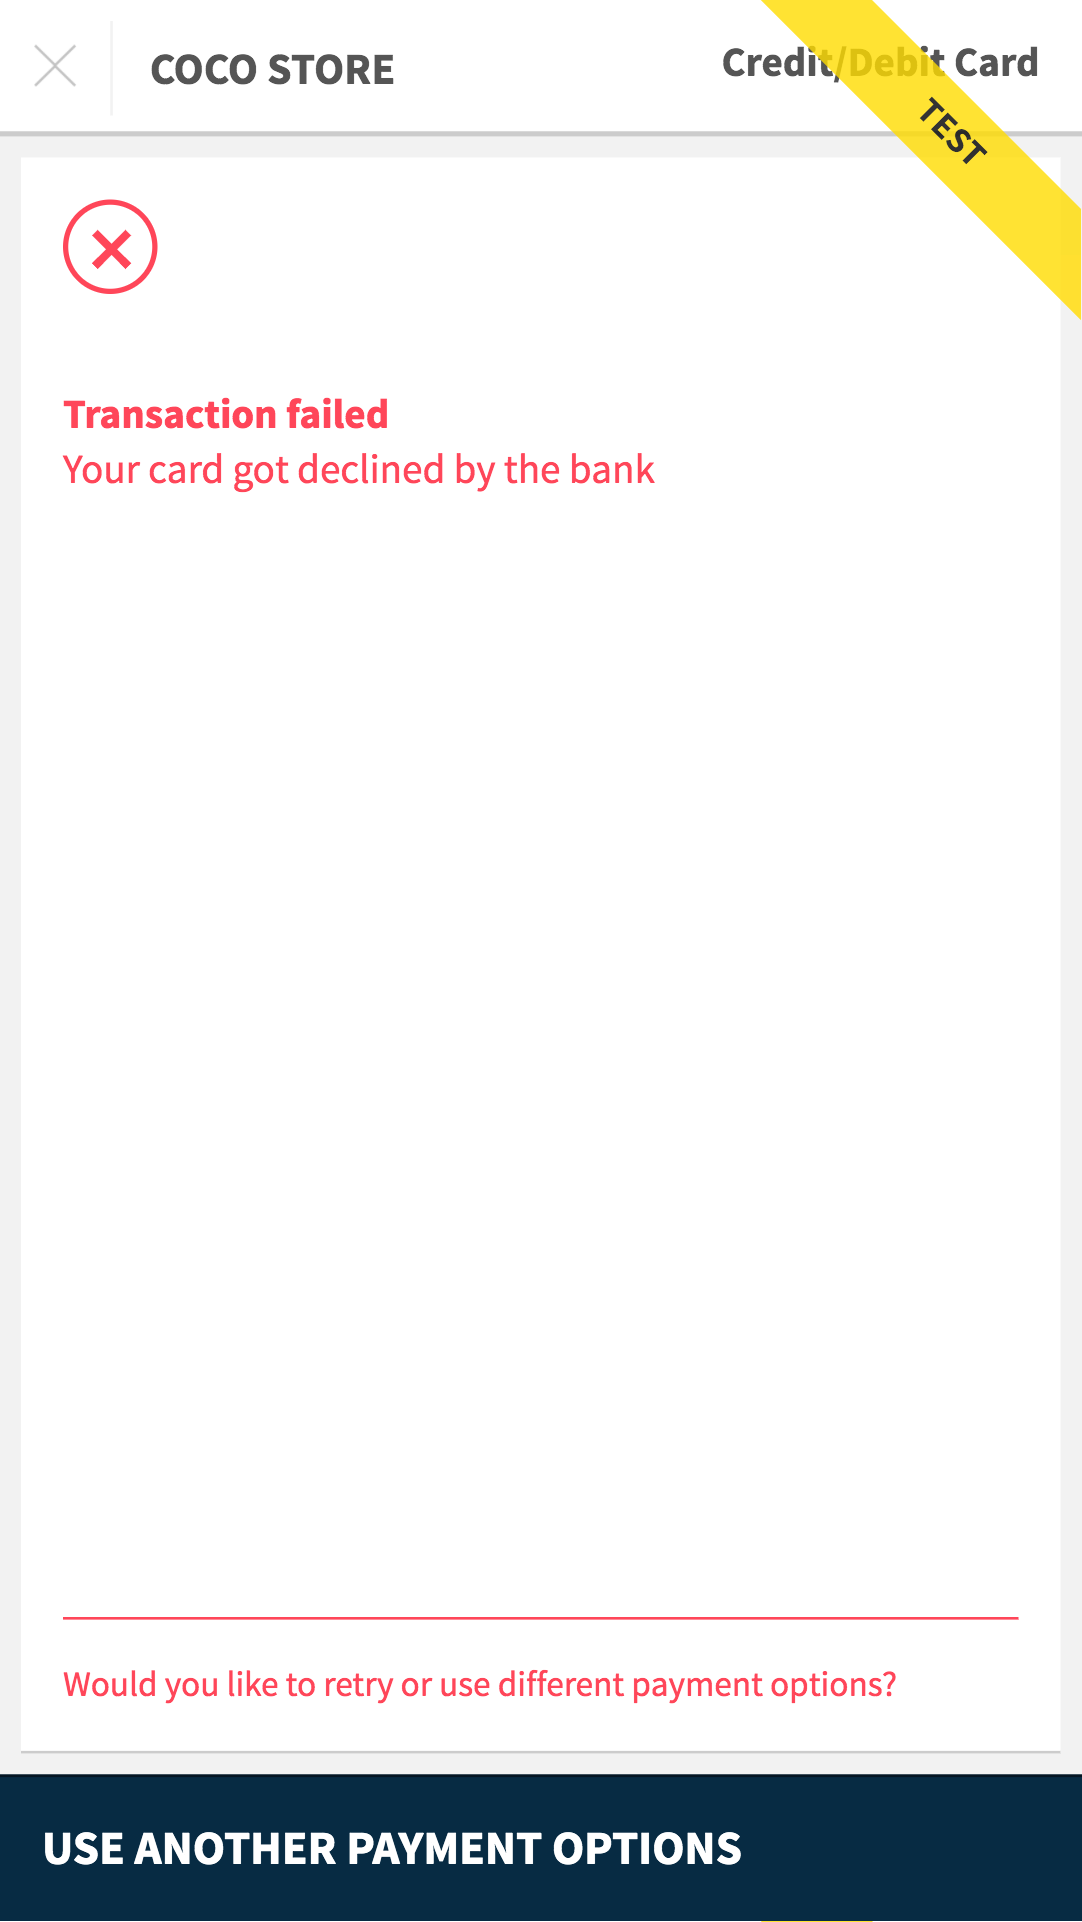 COCO STORE
Credit/Debit Card
TEST
Transaction failed
Your card got declined by the bank
Would you like to retry or use different payment options?
USE ANOTHER PAYMENT OPTIONS